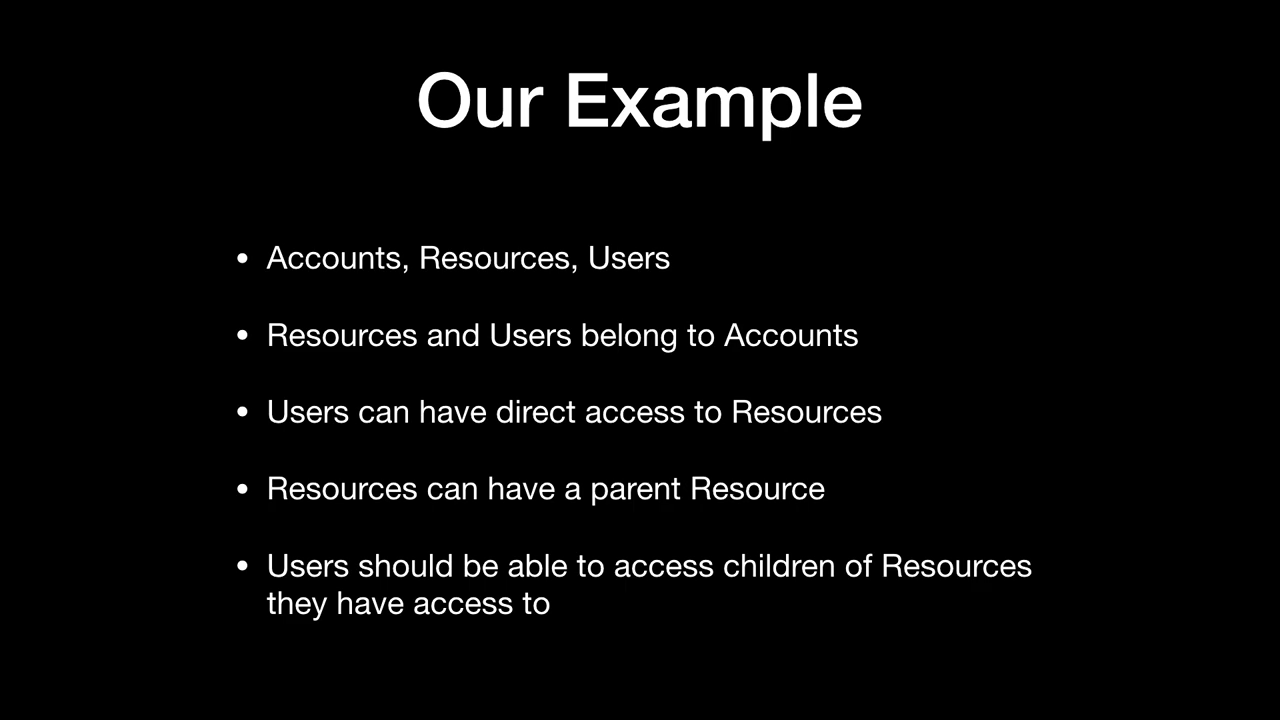 Our Example
• Accounts, Resources, Users
• Resources and Users belong to Accounts
• Users can have direct access to Resources
• Resources can have a parent Resource
• Users should be able to access children of Resources
they have access to